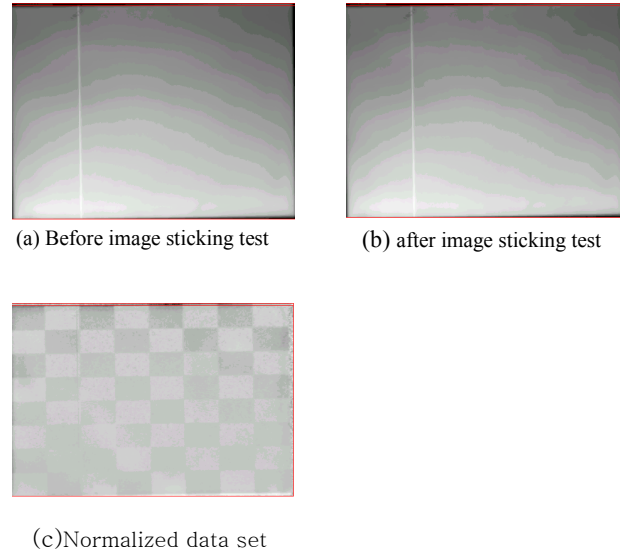 (a) Before image sticking test
(b) after image sticking test
(c)Normalized data set